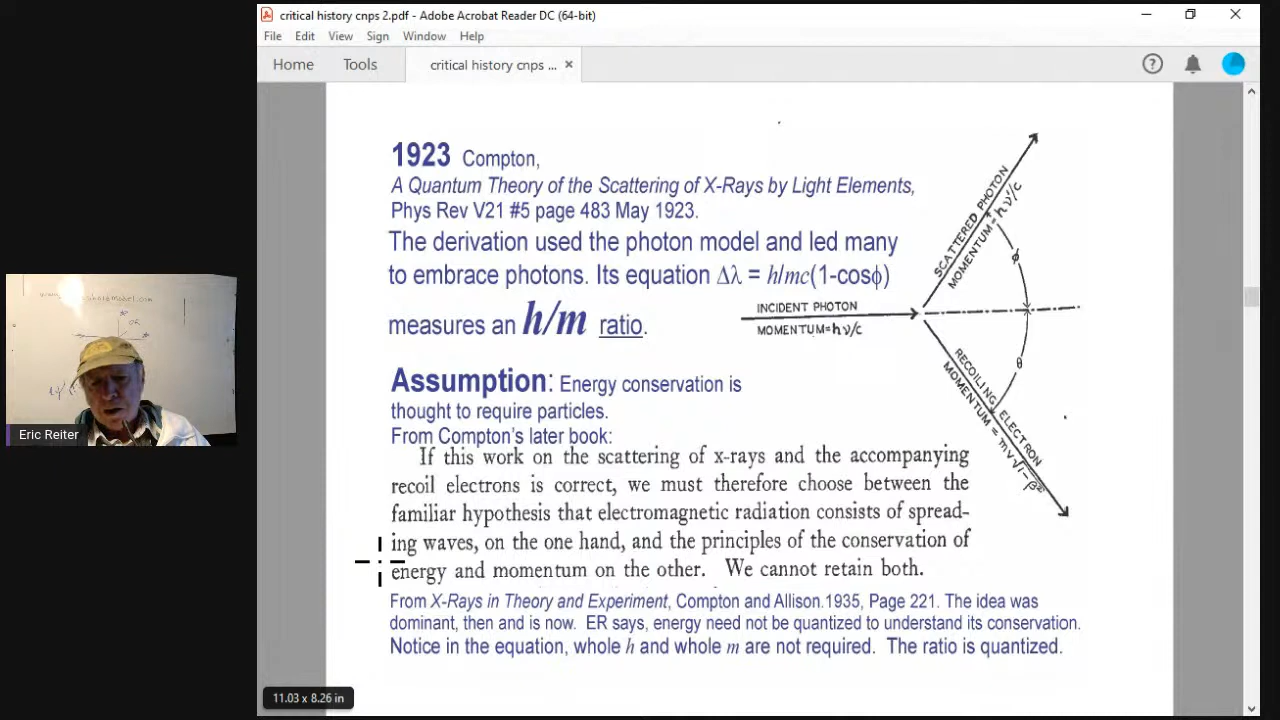 critical history cnps 2.pdf - Adobe Acrobat Reader DC (64-bit)
File Edit View Sign Window Help
Home Tools critical history cnps ... ×
1923 Compton,
A Quantum Theory of the Scattering of X-Rays by Light Elements,
Phys Rev V21 #5 page 483 May 1923.
The derivation used the photon model and led many
to embrace photons. Its equation Δλ = h/mc(1-cosϕ)
measures an h/m ratio.
SCATTERED PHOTON
MOMENTUM = hν/c
ϕ
INCIDENT PHOTON
MOMENTUM=hν/c
θ
RECOILING ELECTRON
MOMENTUM = mv√1-β²
Assumption: Energy conservation is
thought to require particles.
From Compton's later book:
If this work on the scattering of x-rays and the accompanying
recoil electrons is correct, we must therefore choose between the
familiar hypothesis that electromagnetic radiation consists of spread-
ing waves, on the one hand, and the principles of the conservation of
energy and momentum on the other. We cannot retain both.
From X-Rays in Theory and Experiment, Compton and Allison.1935, Page 221. The idea was
dominant, then and is now. ER says, energy need not be quantized to understand its conservation.
Notice in the equation, whole h and whole m are not required. The ratio is quantized.
11.03 x 8.26 in
Eric Reiter